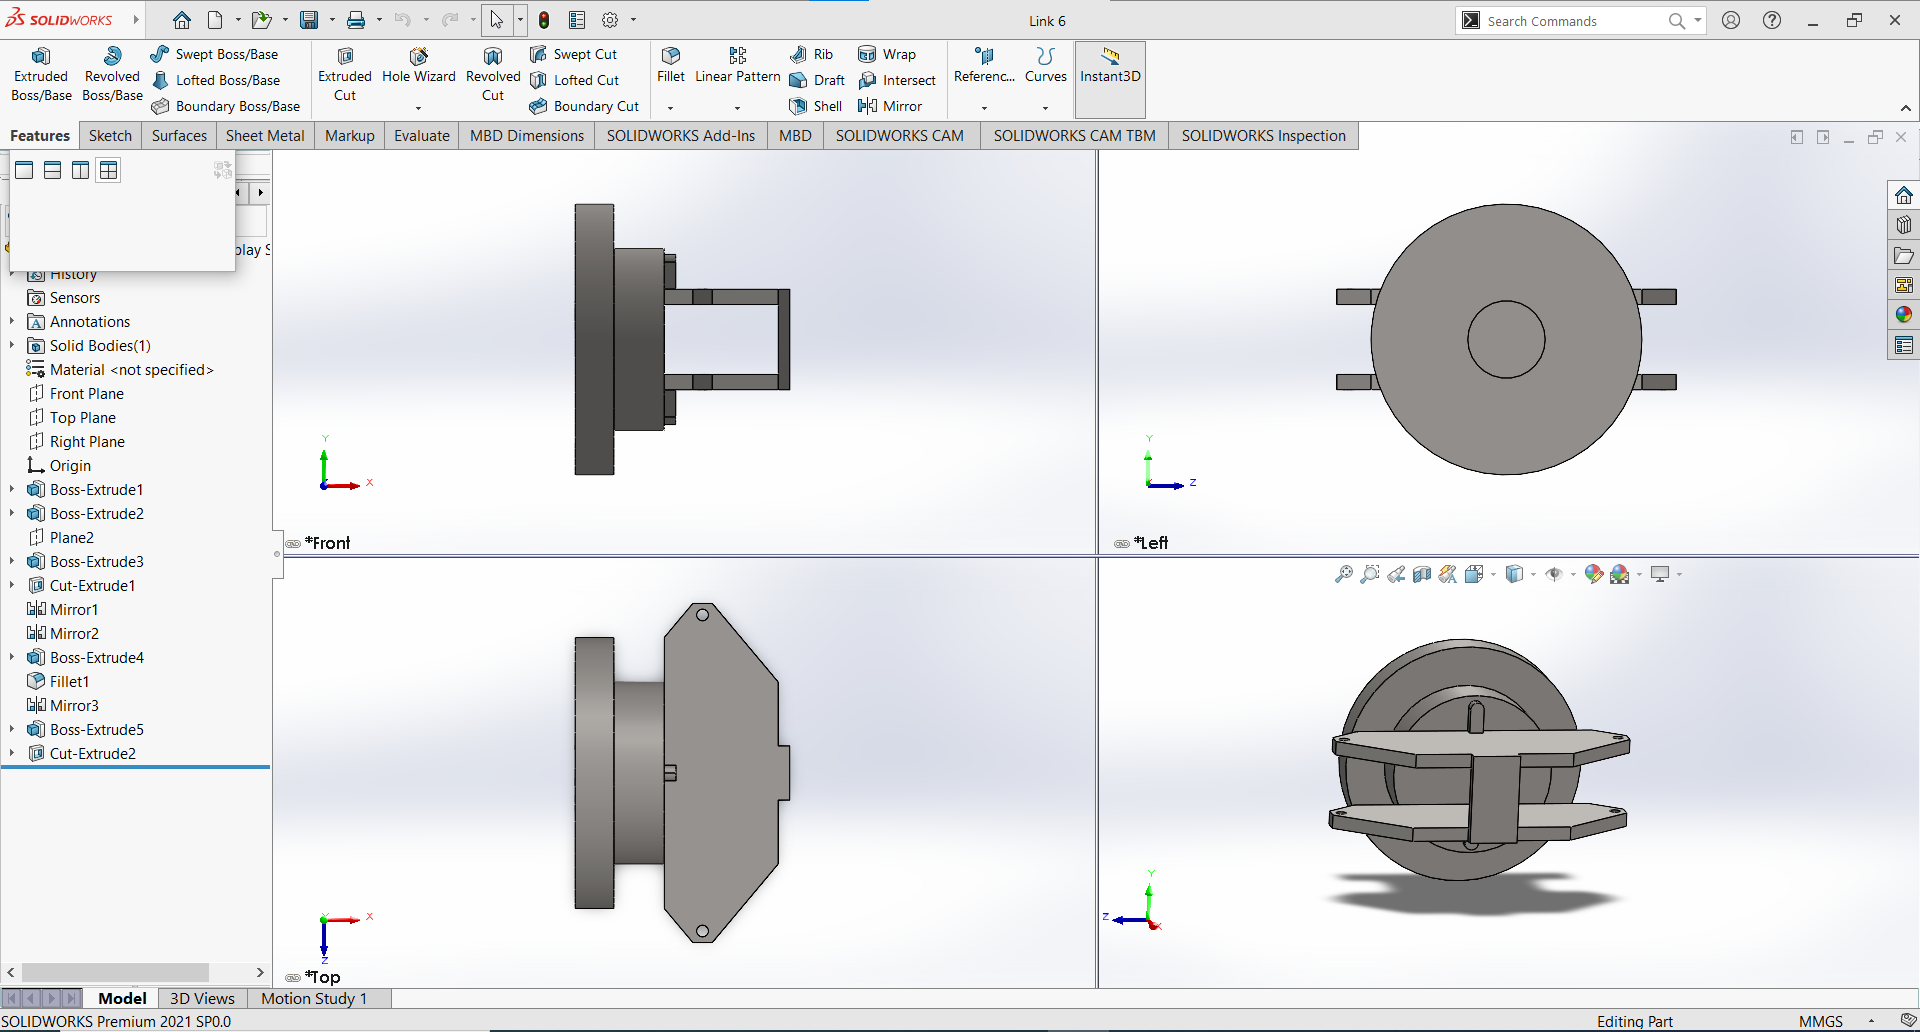 SOLIDWORKS
Link 6
Search Commands
Extruded Boss/Base
Revolved Boss/Base
Swept Boss/Base
Lofted Boss/Base
Boundary Boss/Base
Extruded Cut
Hole Wizard
Revolved Cut
Swept Cut
Lofted Cut
Boundary Cut
Fillet
Linear Pattern
Rib
Draft
Shell
Wrap
Intersect
Mirror
Referenc...
Curves
Instant3D
Features
Sketch
Surfaces
Sheet Metal
Markup
Evaluate
MBD Dimensions
SOLIDWORKS Add-Ins
MBD
SOLIDWORKS CAM
SOLIDWORKS CAM TBM
SOLIDWORKS Inspection
play S
History
Sensors
Annotations
Solid Bodies(1)
Material <not specified>
Front Plane
Top Plane
Right Plane
Origin
Boss-Extrude1
Boss-Extrude2
Plane2
Boss-Extrude3
Cut-Extrude1
Mirror1
Mirror2
Boss-Extrude4
Fillet1
Mirror3
Boss-Extrude5
Cut-Extrude2
Y
X
*Front
Y
Z
*Left
Y
X
Z
*Top
Y
Z
X
Model
3D Views
Motion Study 1
SOLIDWORKS Premium 2021 SP0.0
Editing Part
MMGS